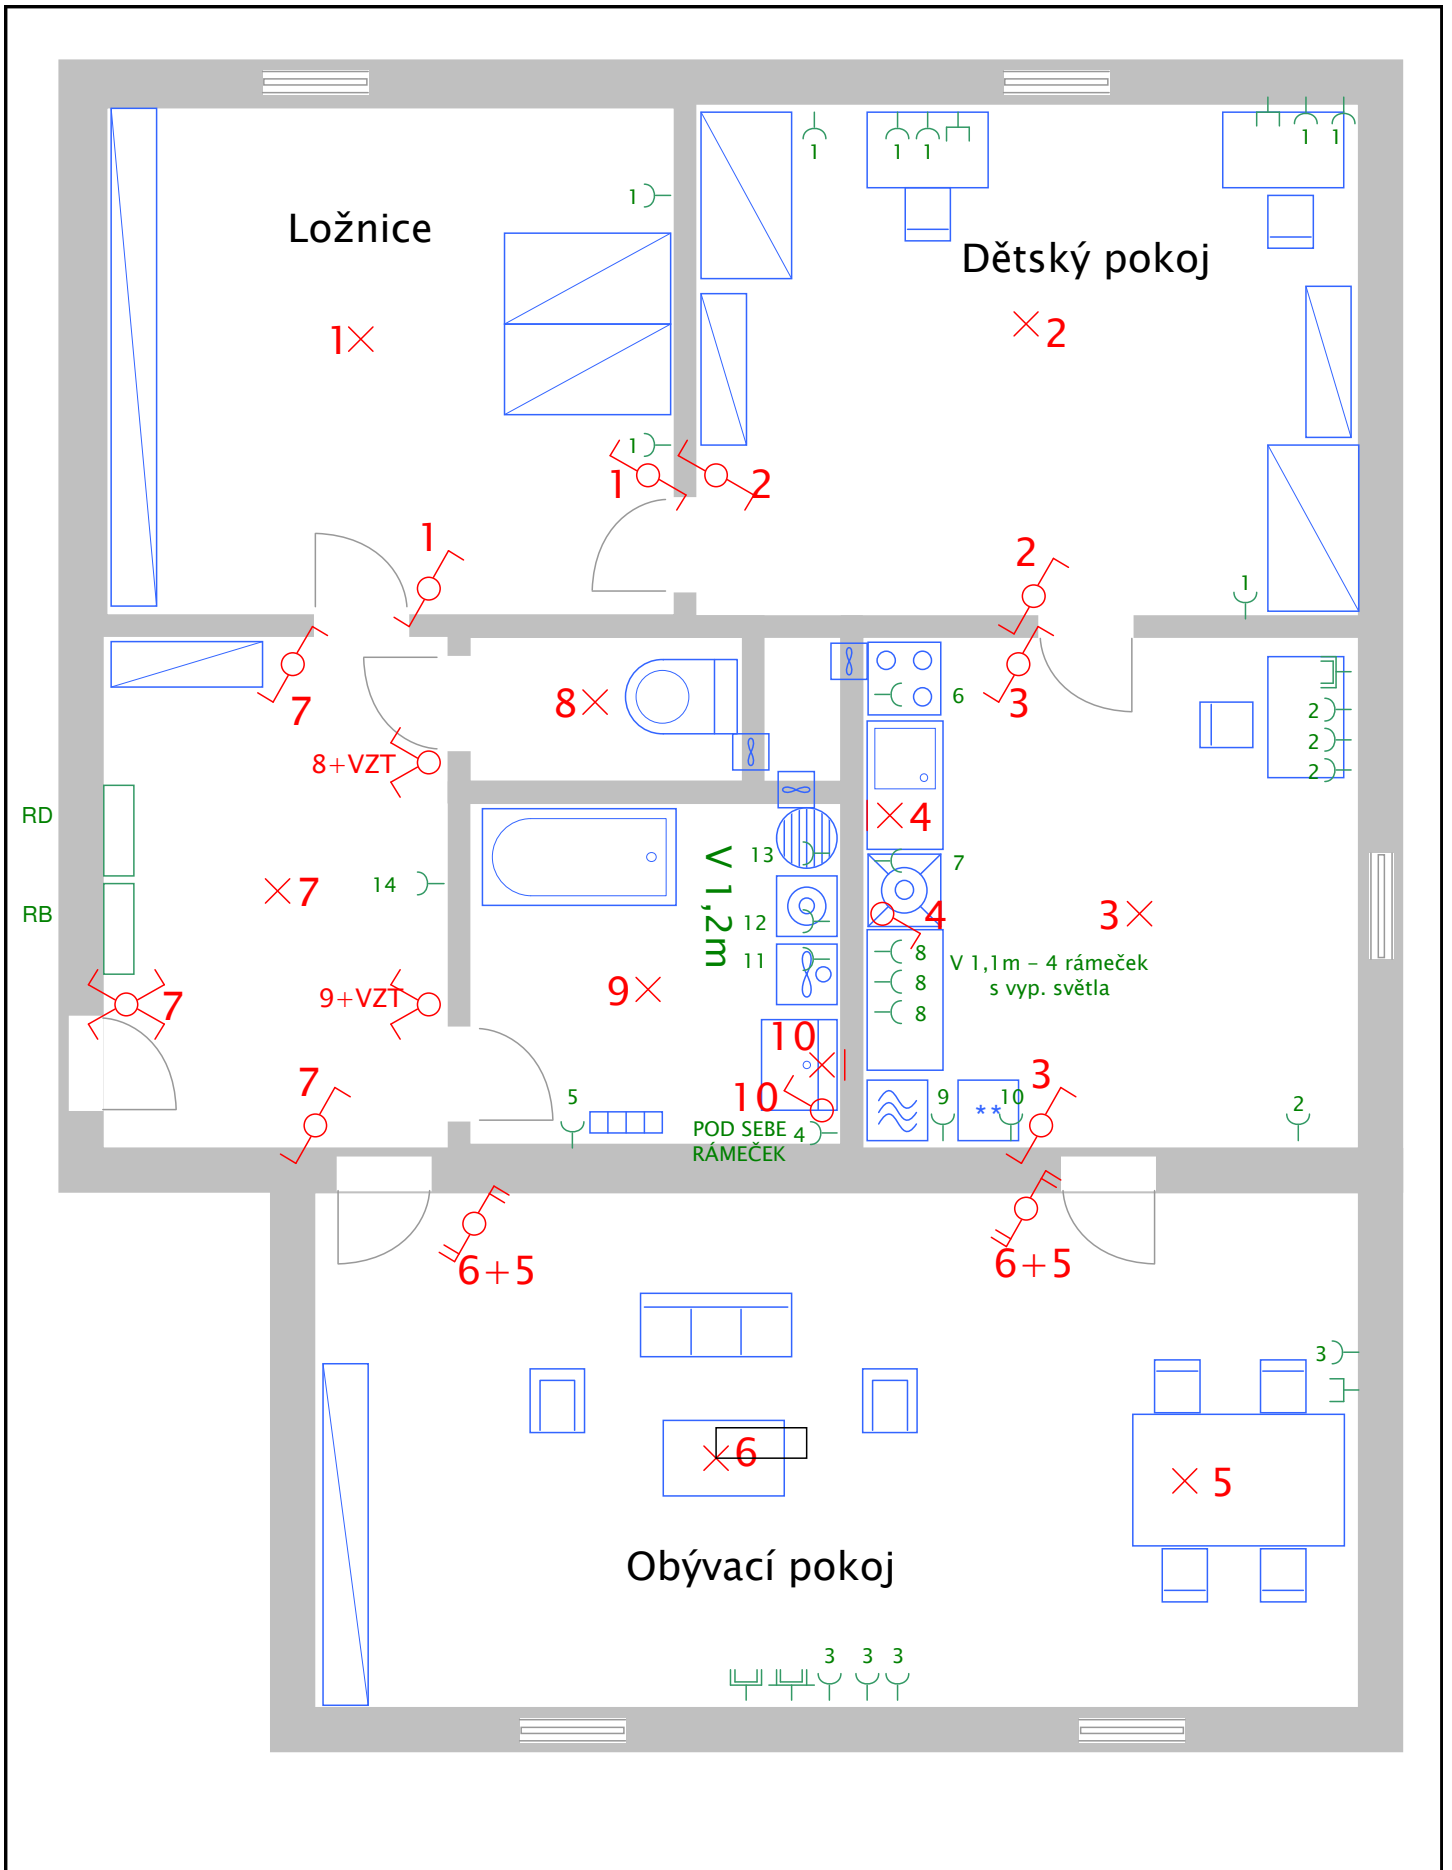 1 1 1 1 1
1
Ložnice
Dětský pokoj
1 2
1
1 2
1 2
1
7 3
8 6
2
8+VZT 2
2
RD 4
13 7
V 1,2m
14
7
RB 12 4 3
11 8 V 1,1m – 4 rámeček
8 s vyp. světla
8
9+VZT 9
7
10
7 10 3
5 9 10 2
POD SEBE 4
RÁMEČEK
6+5 6+5
3
6 5
Obývací pokoj
3 3 3
**